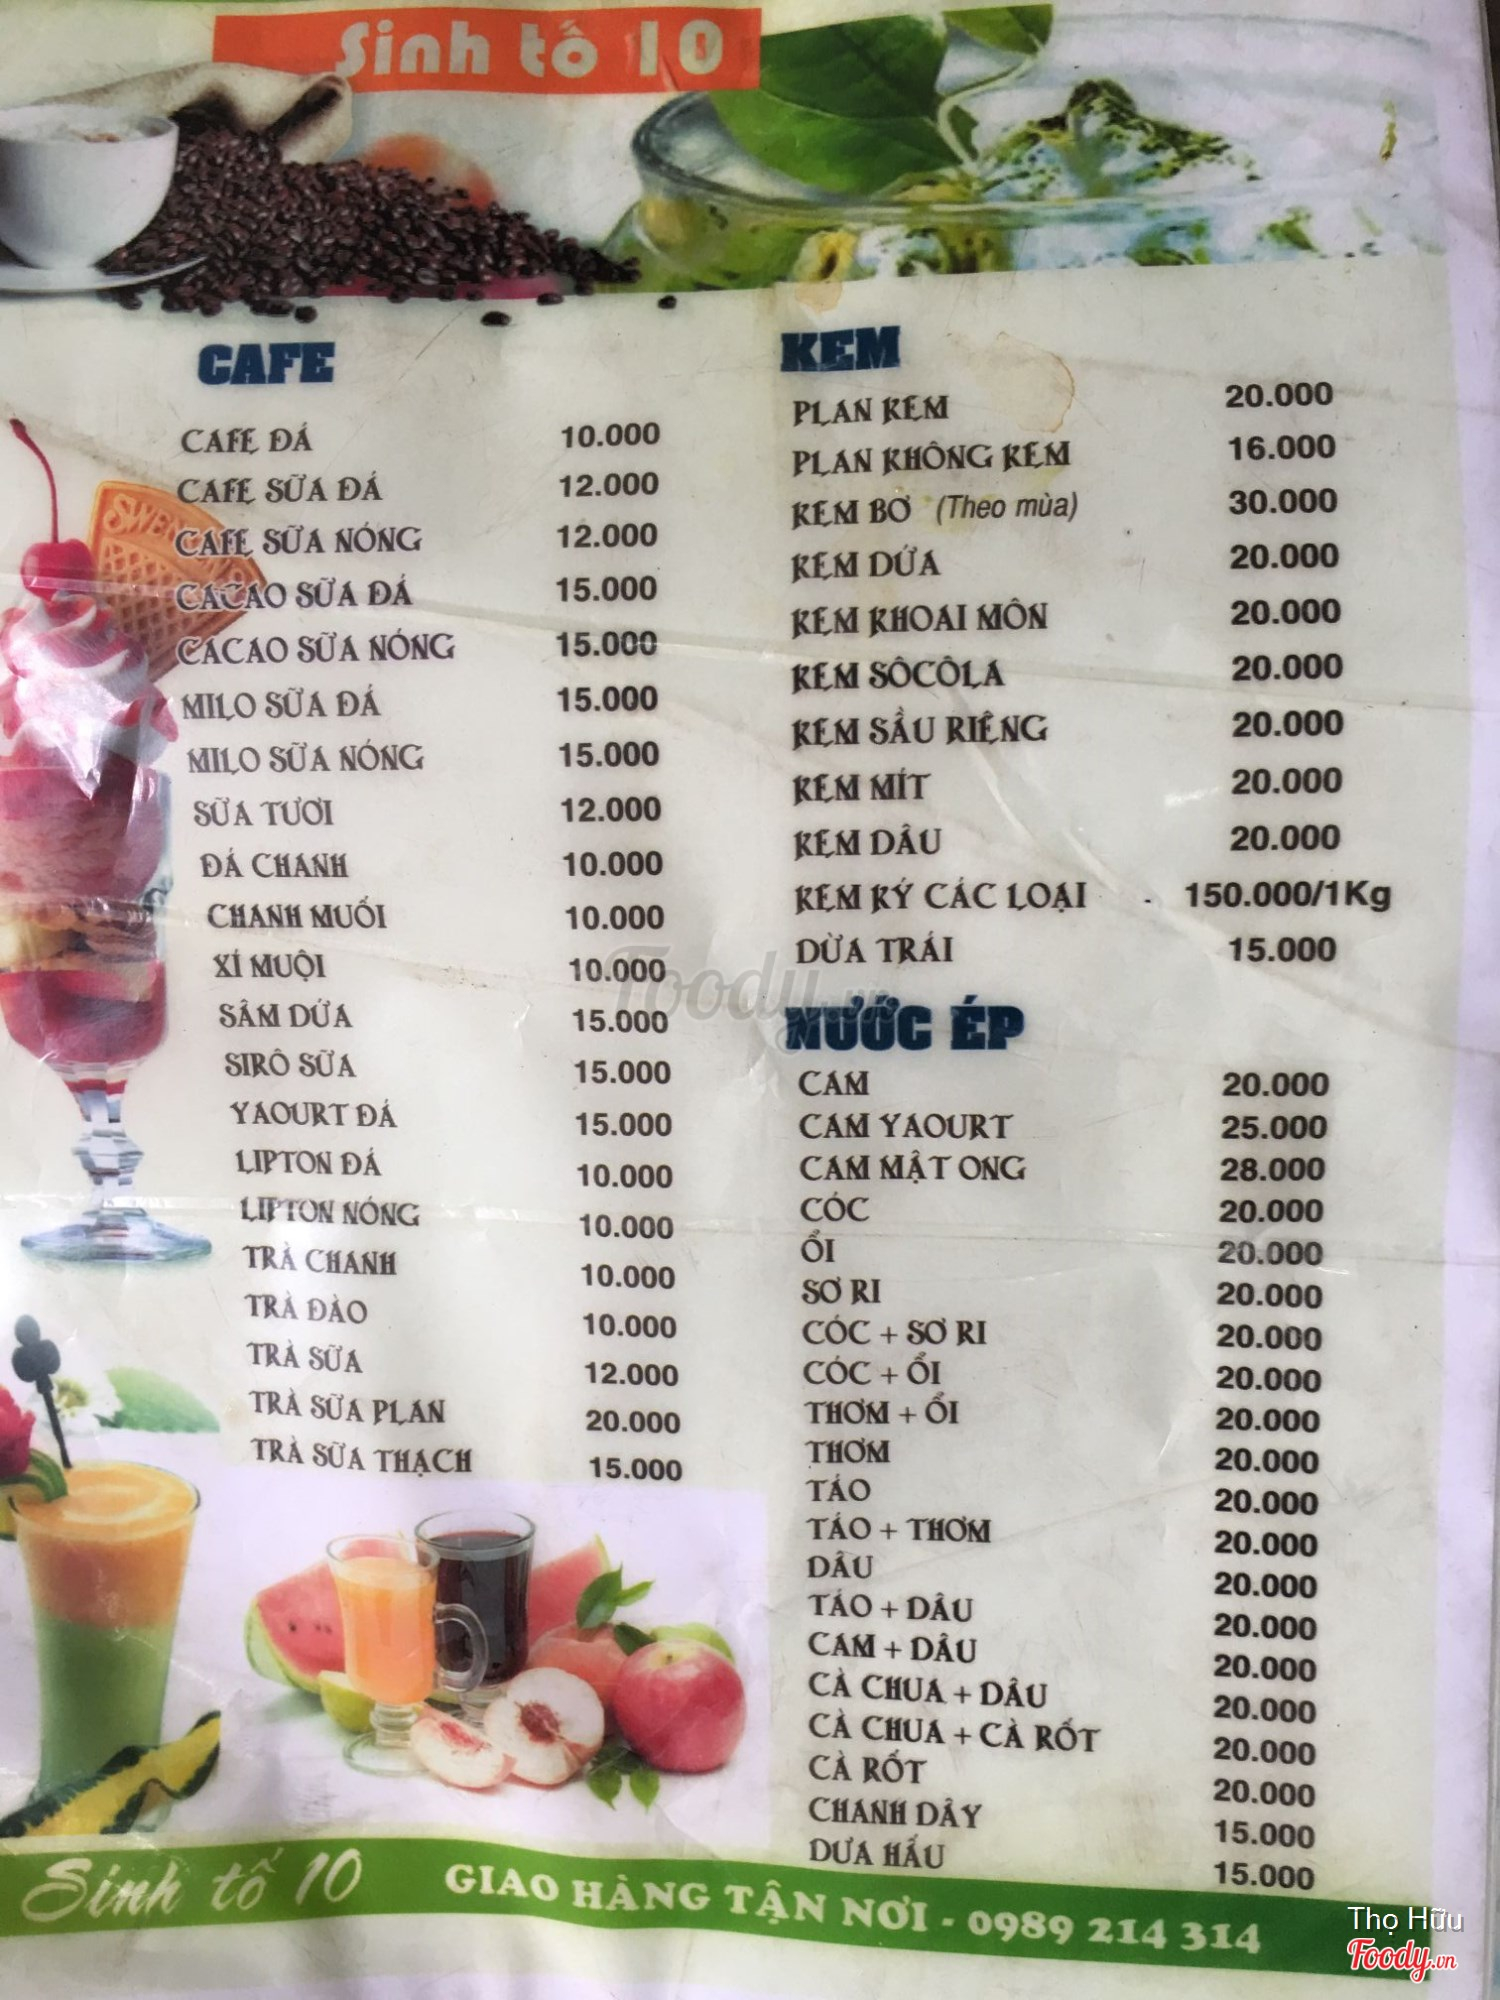 Sinh tố 10
CAFE
CAFE ĐÁ 10.000
CAFE SỮA ĐÁ 12.000
CAFE SỮA NÓNG 12.000
CACAO SỮA ĐÁ 15.000
CACAO SỮA NÓNG 15.000
MILO SỮA ĐÁ 15.000
MILO SỮA NÓNG 15.000
SỮA TƯƠI 12.000
ĐÁ CHANH 10.000
CHANH MUỐI 10.000
XÍ MUỘI 10.000
SÂM DỨA 15.000
SIRÔ SỮA 15.000
YAOURT ĐÁ 15.000
LIPTON ĐÁ 10.000
LIPTON NÓNG 10.000
TRÀ CHANH 10.000
TRÀ ĐÀO 10.000
TRÀ SỮA 12.000
TRÀ SỮA PLAN 20.000
TRÀ SỮA THẠCH 15.000
KEM
PLAN KEM 20.000
PLAN KHÔNG KEM 16.000
KEM BƠ (Theo mùa) 30.000
KEM DỨA 20.000
KEM KHOAI MÔN 20.000
KEM SÔCÔLA 20.000
KEM SẦU RIÊNG 20.000
KEM MÍT 20.000
KEM DÂU 20.000
KEM KÝ CÁC LOẠI - 150.000/1Kg
DỪA TRÁI 15.000
NƯỚC ÉP
CAM 20.000
CAM YAOURT 25.000
CAM MẬT ONG 28.000
CÓC 20.000
ỔI 20.000
SƠ RI 20.000
CÓC + SƠ RI 20.000
CÓC + ỔI 20.000
THƠM + ỔI 20.000
THƠM 20.000
TÁO 20.000
TÁO + THƠM 20.000
DÂU 20.000
TÁO + DÂU 20.000
CAM + DÂU 20.000
CÀ CHUA + DÂU 20.000
CÀ CHUA + CÀ RỐT 20.000
CÀ RỐT 20.000
CHANH DÂY 15.000
DƯA HẤU 15.000
Sinh tố 10 GIAO HÀNG TẬN NƠI - 0989 214 314
Foody.vn
Thọ Hữu
Foody.vn